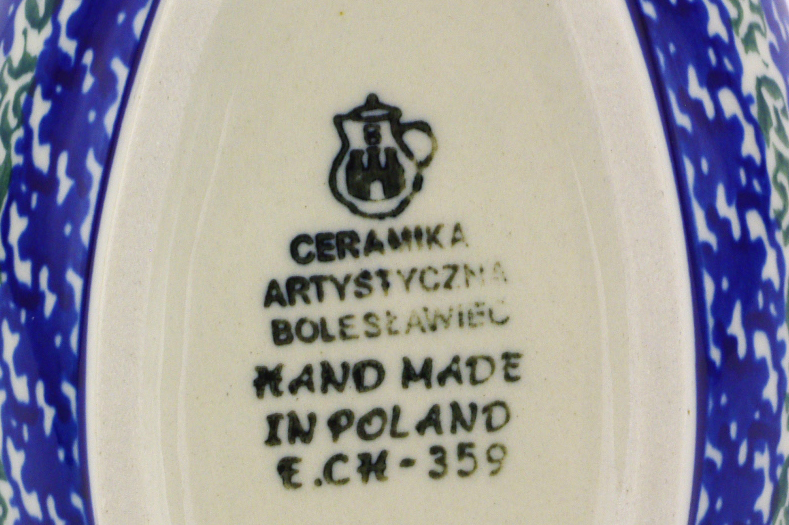 B
CERAMIKA
ARTYSTYCZNA
BOLESŁAWIEC
HAND MADE
IN POLAND
E.CH-359